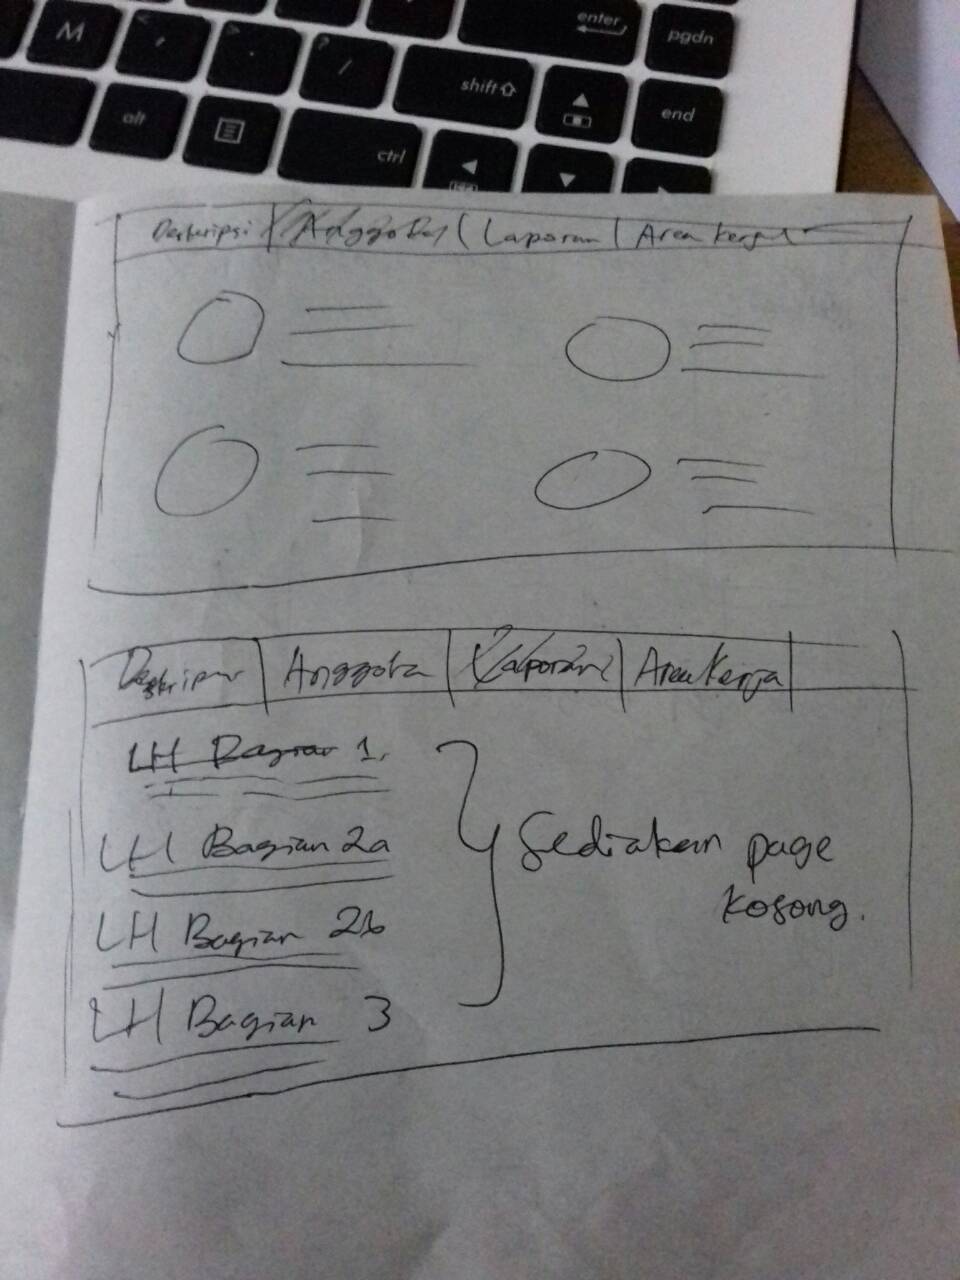 M , > . ? / enter pgdn
shift end
alt ctrl
Deskripsi Anggota Laporan Area Kerja
Deskripsi Anggota Laporan Area Kerja
LH Bagian 1.
LH Bagian 2a
LH Bagian 2b
LH Bagian 3
Sediakan page
kosong.